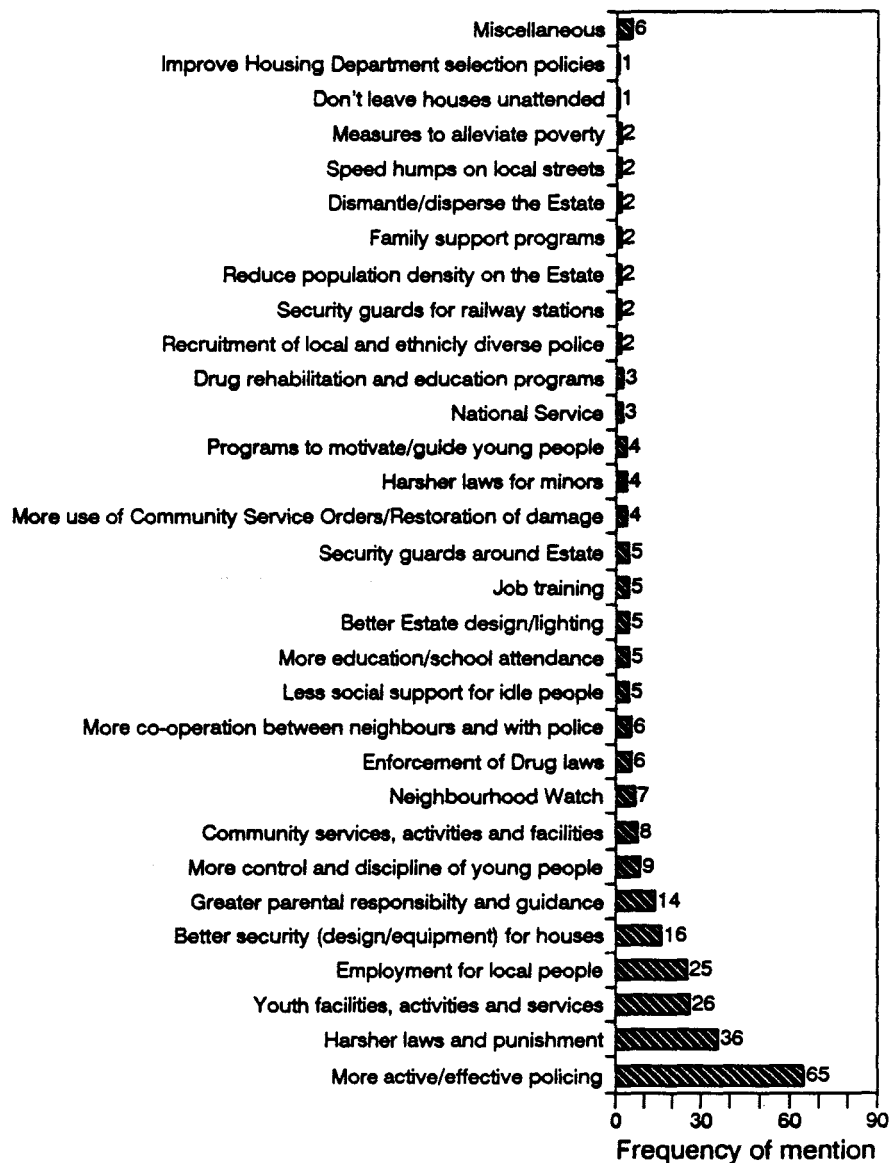 Miscellaneous 6
Improve Housing Department selection policies 1
Don't leave houses unattended 1
Measures to alleviate poverty 2
Speed humps on local streets 2
Dismantle/disperse the Estate 2
Family support programs 2
Reduce population density on the Estate 2
Security guards for railway stations 2
Recruitment of local and ethnicly diverse police 2
Drug rehabilitation and education programs 3
National Service 3
Programs to motivate/guide young people 4
Harsher laws for minors 4
More use of Community Service Orders/Restoration of damage 4
Security guards around Estate 5
Job training 5
Better Estate design/lighting 5
More education/school attendance 5
Less social support for idle people 5
More co-operation between neighbours and with police 6
Enforcement of Drug laws 6
Neighbourhood Watch 7
Community services, activities and facilities 8
More control and discipline of young people 9
Greater parental responsibilty and guidance 14
Better security (design/equipment) for houses 16
Employment for local people 25
Youth facilities, activities and services 26
Harsher laws and punishment 36
More active/effective policing 65
0 30 60 90
Frequency of mention